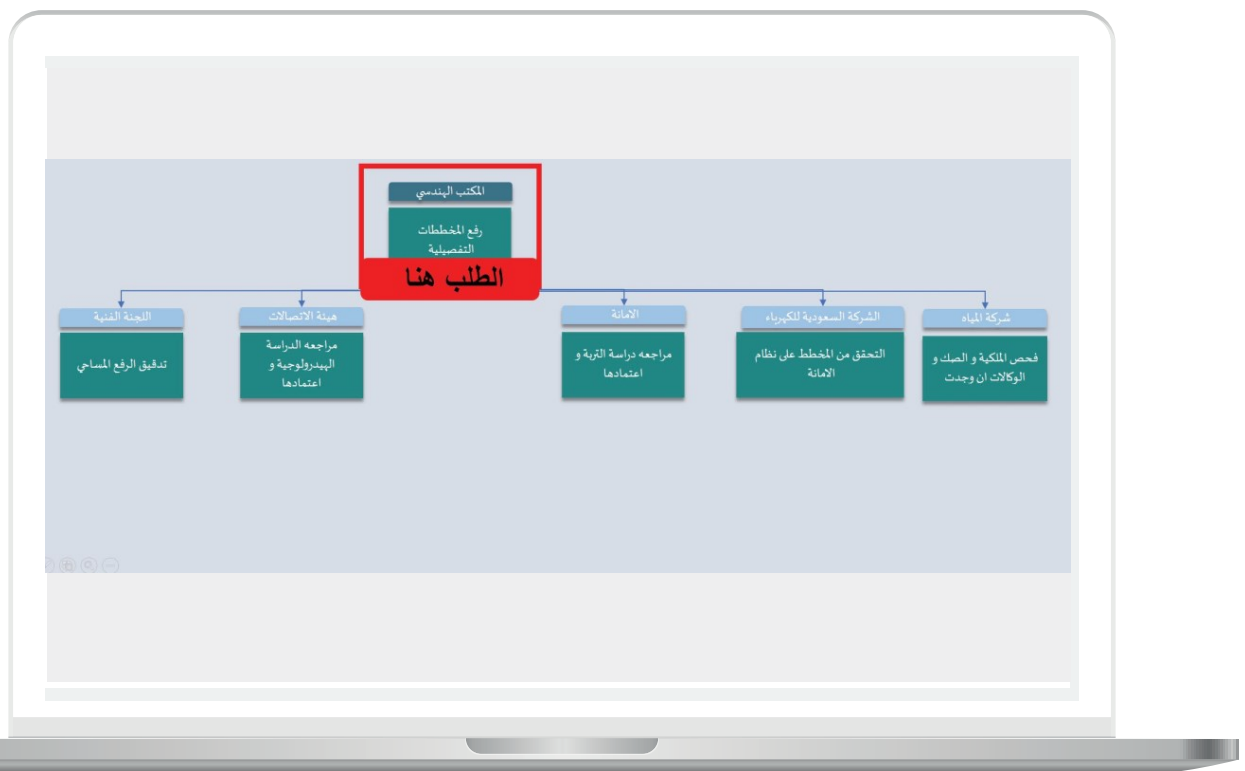 المكتب الهندسي
رفع المخططات
التفصيلية
الطلب هنا
شركة المياه
فحص الملكية و الصك و
الوكالات ان وجدت
الشركة السعودية للكهرباء
التحقق من المخطط على نظام
الامانة
الامانة
مراجعه دراسة التربة و
اعتمادها
هيئة الاتصالات
مراجعه الدراسة
الهيدرولوجية و
اعتمادها
اللجنة الفنية
تدقيق الرفع المساحي